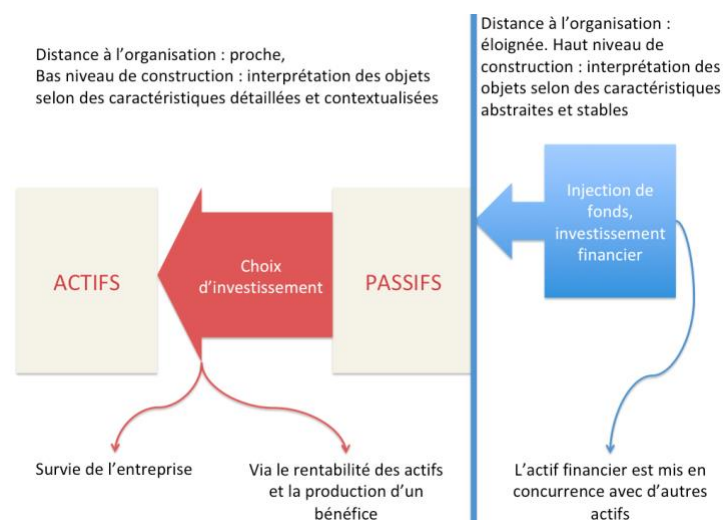 Distance à l'organisation : proche,
Bas niveau de construction : interprétation des objets
selon des caractéristiques détaillées et contextualisées
Distance à l'organisation :
éloignée. Haut niveau de
construction : interprétation des
objets selon des caractéristiques
abstraites et stables
ACTIFS
Choix
d'investissement
PASSIFS
Injection de
fonds,
investissement
financier
Survie de l'entreprise
Via le rentabilité des actifs
et la production d'un
bénéfice
L'actif financier est mis en
concurrence avec d'autres
actifs